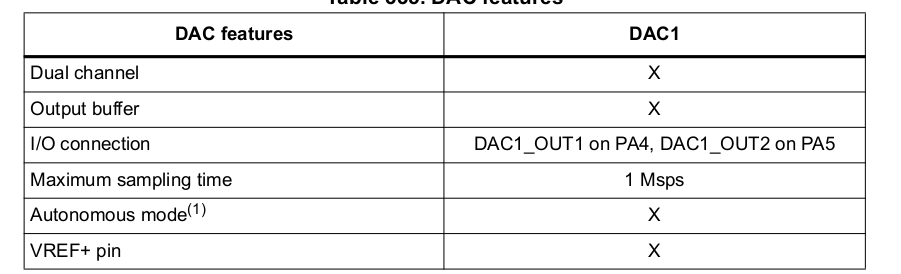 DAC features DAC1
Dual channel X
Output buffer X
I/O connection DAC1_OUT1 on PA4, DAC1_OUT2 on PA5
Maximum sampling time 1 Msps
Autonomous mode(1) X
VREF+ pin X